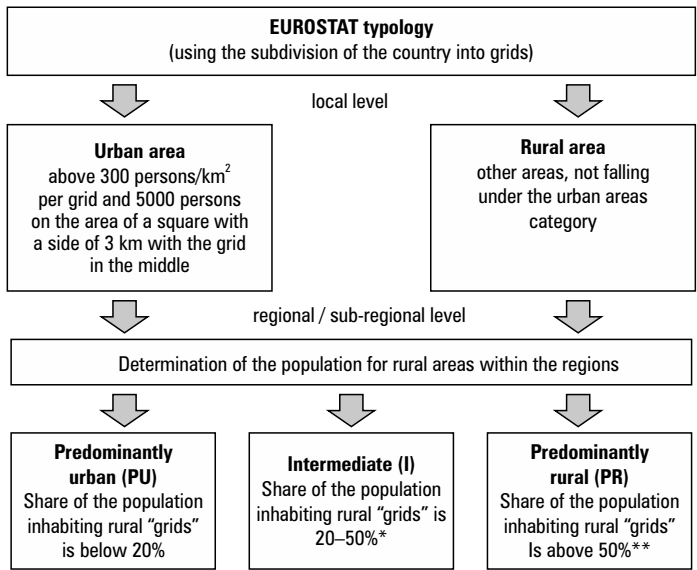 EUROSTAT typology
(using the subdivision of the country into grids)
local level
Urban area
above 300 persons/km²
per grid and 5000 persons
on the area of a square with
a side of 3 km with the grid
in the middle
Rural area
other areas, not falling
under the urban areas
category
regional / sub-regional level
Determination of the population for rural areas within the regions
Predominantly
urban (PU)
Share of the population
inhabiting rural “grids”
is below 20%
Intermediate (I)
Share of the population
inhabiting rural “grids” is
20–50%*
Predominantly
rural (PR)
Share of the population
inhabiting rural “grids”
Is above 50%**